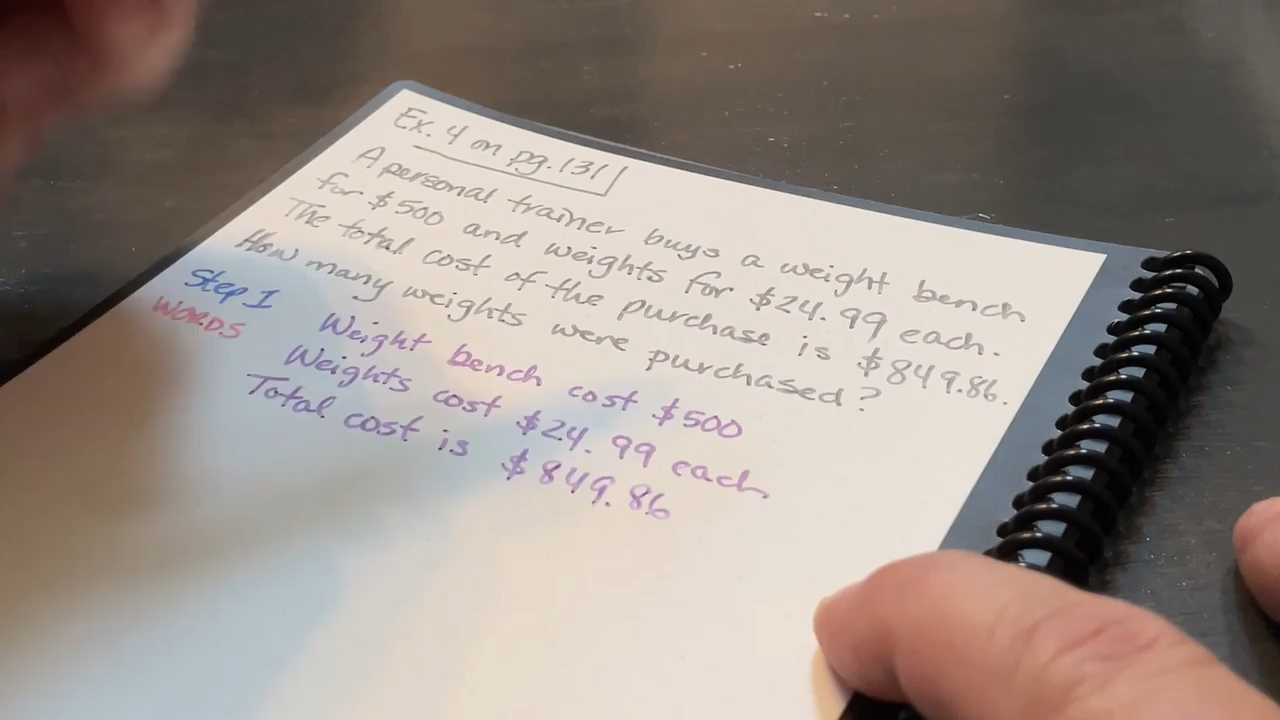 Ex. 4 on pg. 131
A personal trainer buys a weight bench
for $500 and weights for $24.99 each.
The total cost of the purchase is $849.86.
How many weights were purchased?
Step 1
WORDS
Weight bench cost $500
Weights cost $24.99 each
Total cost is $849.86